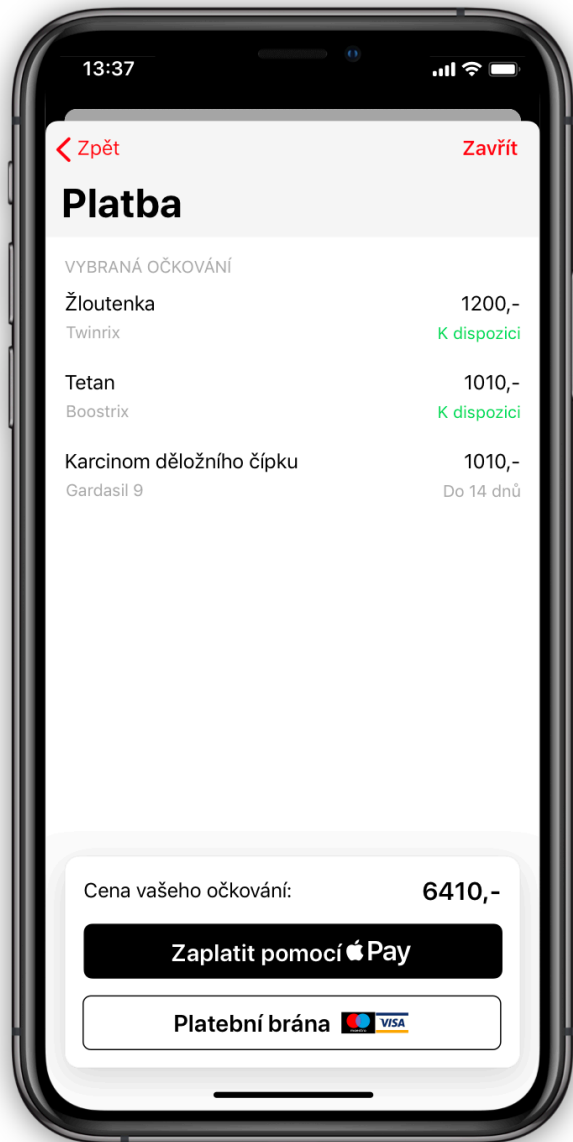 13:37
Zpět Zavřít
Platba
VYBRANÁ OČKOVÁNÍ
Žloutenka 1200,-
Twinrix K dispozici
Tetan 1010,-
Boostrix K dispozici
Karcinom děložního čípku 1010,-
Gardasil 9 Do 14 dnů
Cena vašeho očkování: 6410,-
Zaplatit pomocí Pay
Platební brána VISA